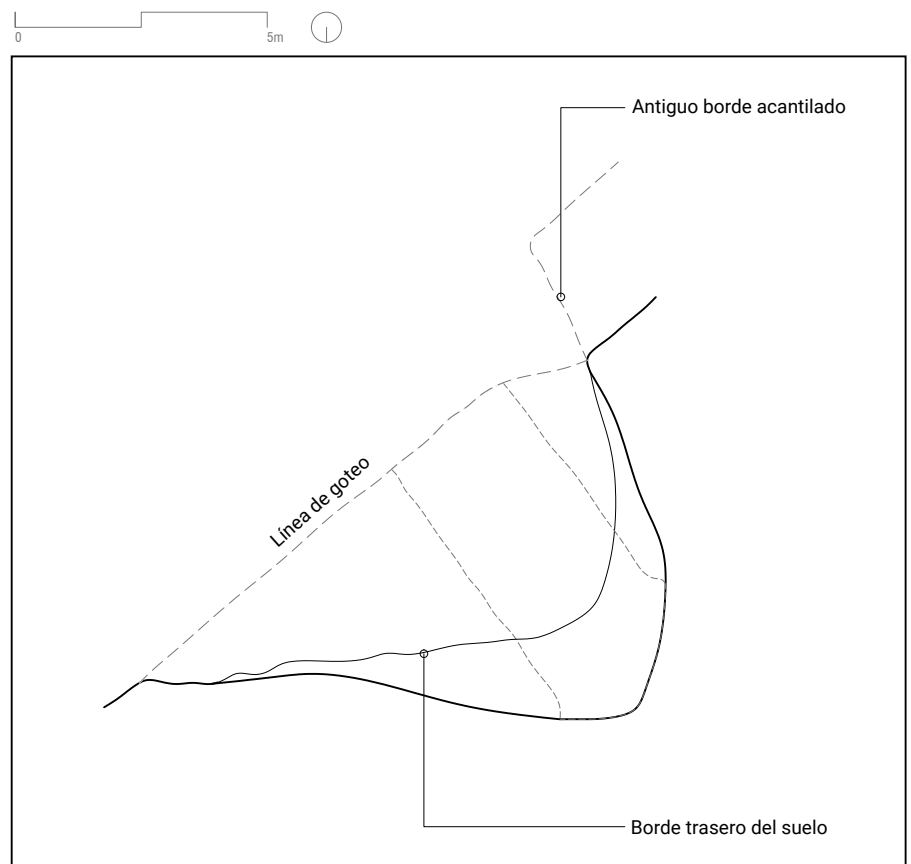 0 5m
Antiguo borde acantilado
Línea de goteo
Borde trasero del suelo